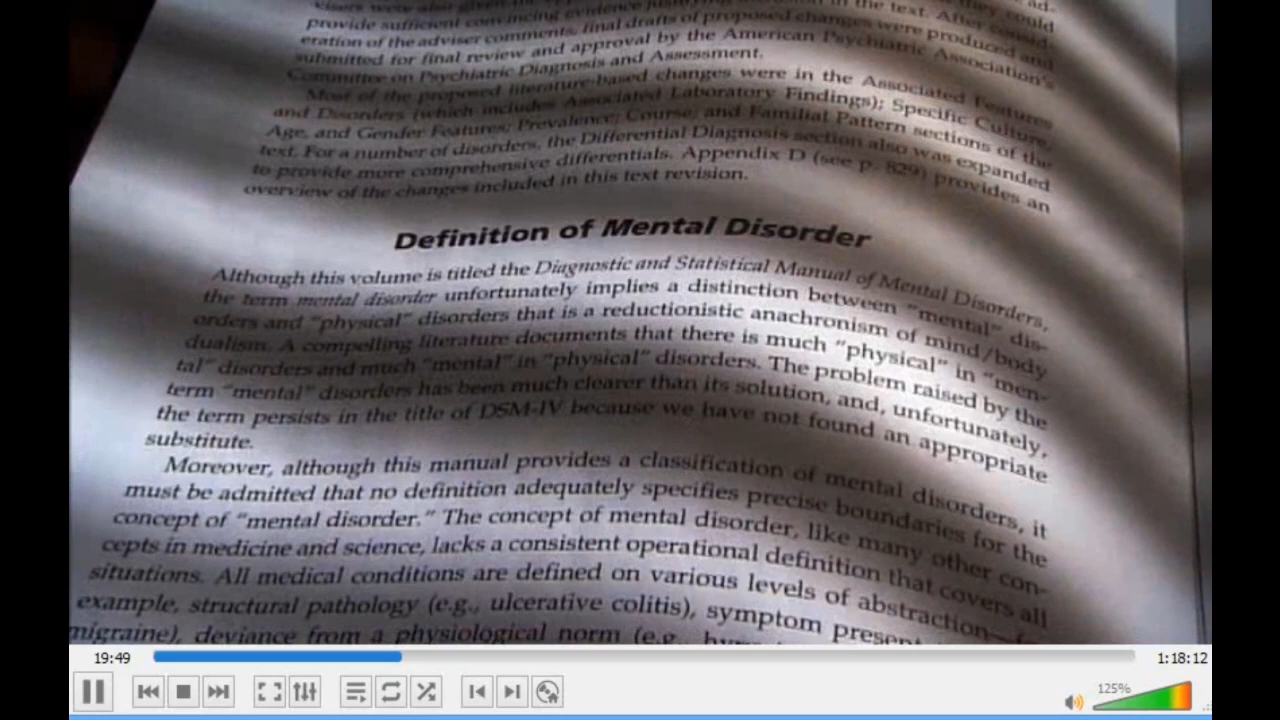 provide sufficient convincing evidence in the text. After consid-
eration of the adviser comments, final drafts of proposed changes were produced and
submitted for final review and approval by the American Psychiatric Association's
Committee on Psychiatric Diagnosis and Assessment.
Most of the proposed literature-based changes were in the Associated Features
and Disorders (which includes Associated Laboratory Findings); Specific Culture,
Age, and Gender Features; Prevalence; Course; and Familial Pattern sections of the
text. For a number of disorders, the Differential Diagnosis section also was expanded
to provide more comprehensive differentials. Appendix D (see p. 829) provides an
overview of the changes included in this text revision.
Definition of Mental Disorder
Although this volume is titled the Diagnostic and Statistical Manual of Mental Disorders,
the term mental disorder unfortunately implies a distinction between "mental" dis-
orders and "physical" disorders that is a reductionistic anachronism of mind/body
dualism. A compelling literature documents that there is much "physical" in "men-
tal" disorders and much "mental" in "physical" disorders. The problem raised by the
term "mental" disorders has been much clearer than its solution, and, unfortunately,
the term persists in the title of DSM-IV because we have not found an appropriate
substitute.
Moreover, although this manual provides a classification of mental disorders, it
must be admitted that no definition adequately specifies precise boundaries for the
concept of "mental disorder." The concept of mental disorder, like many other con-
cepts in medicine and science, lacks a consistent operational definition that covers all
situations. All medical conditions are defined on various levels of abstraction—
example, structural pathology (e.g., ulcerative colitis), symptom
migraine), deviance from a physiological norm (e.g.
19:49
1:18:12
125%